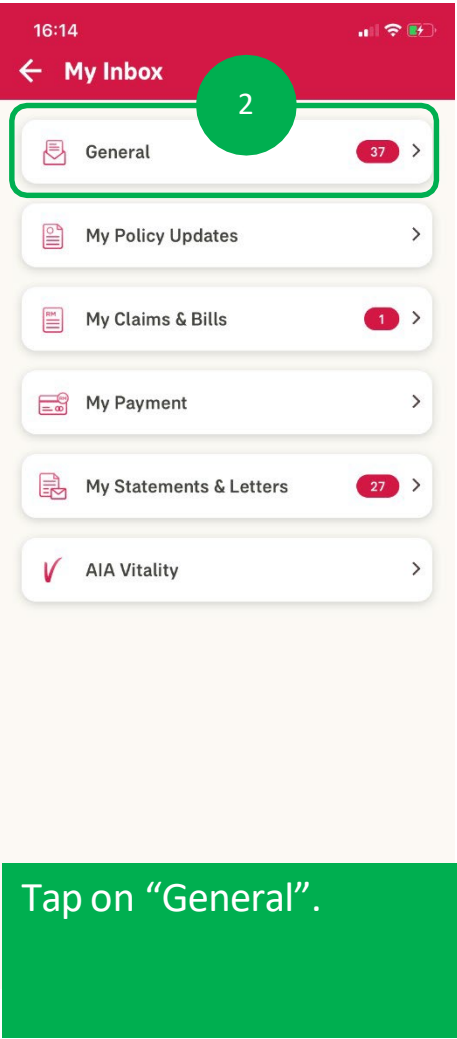 16:14
My Inbox
2
General 37
My Policy Updates
RM
My Claims & Bills 1
My Payment
My Statements & Letters 27
AIA Vitality
Tap on “General”.